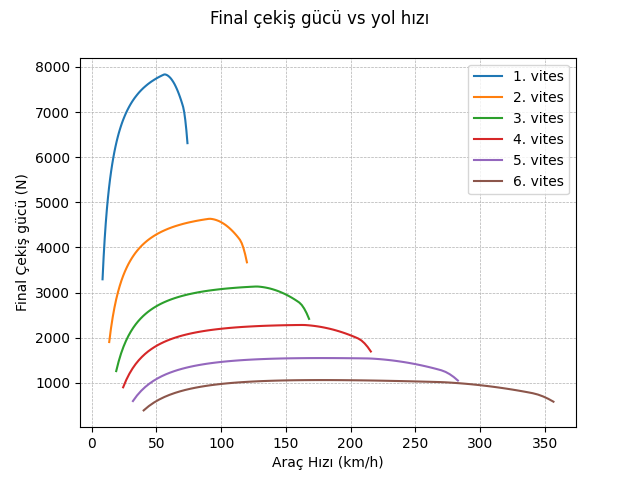 Final çekiş gücü vs yol hızı
8000
7000
6000
5000
4000
3000
2000
1000
Final Çekiş gücü (N)
1. vites
2. vites
3. vites
4. vites
5. vites
6. vites
0 50 100 150 200 250 300 350
Araç Hızı (km/h)